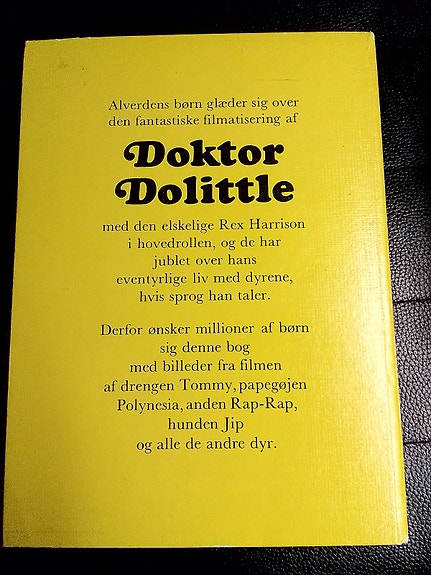 Alverdens børn glæder sig over
den fantastiske filmatisering af
Doktor
Dolittle
med den elskelige Rex Harrison
i hovedrollen, og de har
jublet over hans
eventyrlige liv med dyrene,
hvis sprog han taler.
Derfor ønsker millioner af børn
sig denne bog
med billeder fra filmen
af drengen Tommy, papegøjen
Polynesia, anden Rap-Rap,
hunden Jip
og alle de andre dyr.